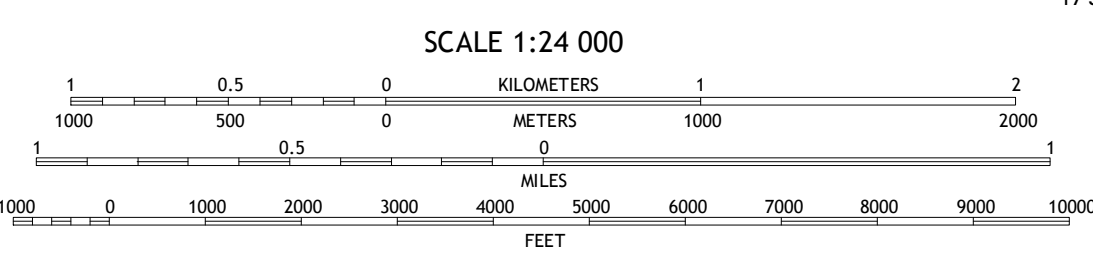 SCALE 1:24 000
1 0.5 0 KILOMETERS 1 2
1000 500 0 METERS 1000 2000
1 0.5 0 1
MILES
1000 0 1000 2000 3000 4000 5000 6000 7000 8000 9000 10000
FEET